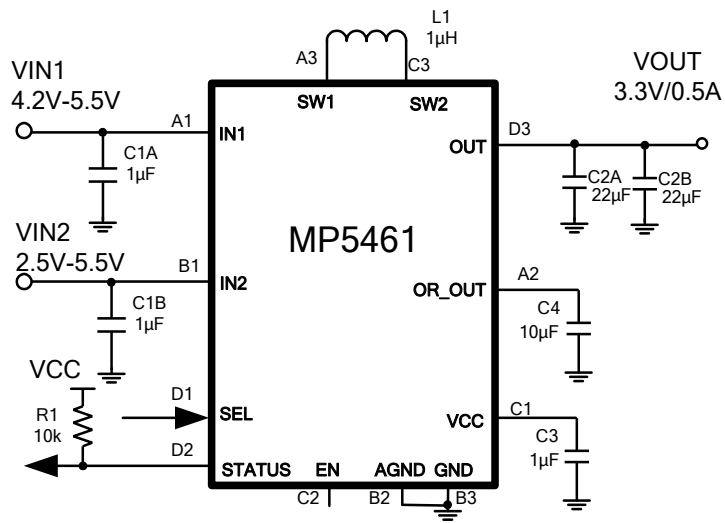 L1
1µH
A3
C3
VIN1
4.2V-5.5V
VOUT
3.3V/0.5A
SW1
SW2
A1
IN1
D3
OUT
C1A
1µF
C2A
22µF
C2B
22µF
VIN2
2.5V-5.5V
MP5461
B1
IN2
A2
OR_OUT
C1B
1µF
C4
10µF
VCC
D1
SEL
R1
10k
C1
VCC
C3
1µF
D2
STATUS
EN
AGND
GND
C2
B2
B3